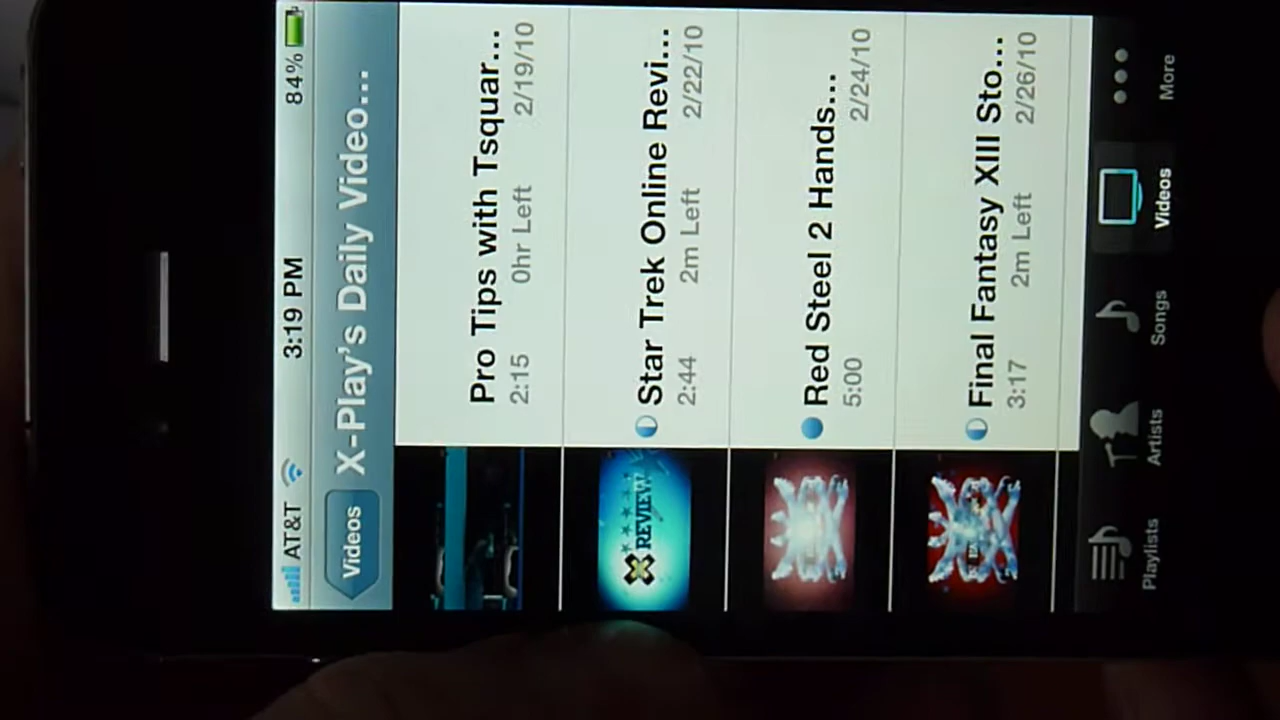 AT&T 3:19 PM 84%
Videos X-Play's Daily Video...
Pro Tips with Tsquar...
2:15 0hr Left 2/19/10
REVIEW
Star Trek Online Revi...
2:44 2m Left 2/22/10
Red Steel 2 Hands...
5:00 2/24/10
Final Fantasy XIII Sto...
3:17 2m Left 2/26/10
Playlists Artists Songs Videos More